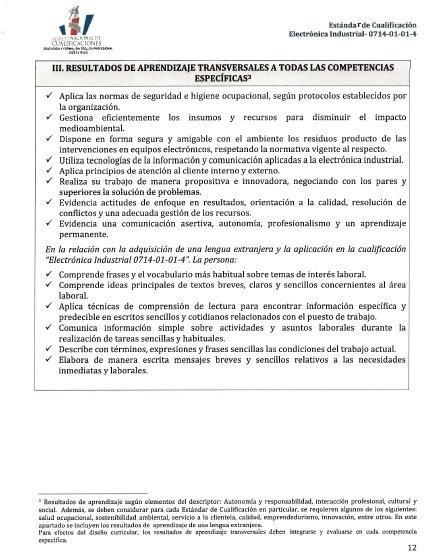 MARCO NACIONAL DE
CUALIFICACIONES
COSTA RICA
Estándar de Cualificación
Electrónica Industrial- 0714-01-01-4
III. RESULTADOS DE APRENDIZAJE TRANSVERSALES A TODAS LAS COMPETENCIAS
ESPECÍFICAS³
✓ Aplica las normas de seguridad e higiene ocupacional, según protocolos establecidos por
la organización.
✓ Gestiona eficientemente los insumos y recursos para disminuir el impacto
medioambiental.
✓ Dispone en forma segura y amigable con el ambiente los residuos producto de las
intervenciones en equipos electrónicos, respetando la normativa vigente al respecto.
✓ Utiliza tecnologías de la información y comunicación aplicadas a la electrónica industrial.
✓ Aplica principios de atención al cliente interno y externo.
✓ Realiza su trabajo de manera propositiva e innovadora, negociando con los pares y
superiores la solución de problemas.
✓ Evidencia actitudes de enfoque en resultados, orientación a la calidad, resolución de
conflictos y una adecuada gestión de los recursos.
✓ Evidencia una comunicación asertiva, autonomía, profesionalismo y un aprendizaje
permanente.
En la relación con la adquisición de una lengua extranjera y la aplicación en la cualificación
"Electrónica Industrial 0714-01-01-4". La persona:
✓ Comprende frases y el vocabulario más habitual sobre temas de interés laboral.
✓ Comprende ideas principales de textos breves, claros y sencillos concernientes al área
laboral.
✓ Aplica técnicas de comprensión de lectura para encontrar información específica y
predecible en escritos sencillos y cotidianos relacionados con el puesto de trabajo.
✓ Comunica información simple sobre actividades y asuntos laborales durante la
realización de tareas sencillas y habituales.
✓ Describe con términos, expresiones y frases sencillas las condiciones del trabajo actual.
✓ Elabora de manera escrita mensajes breves y sencillos relativos a las necesidades
inmediatas y laborales.
³ Resultados de aprendizaje según elementos del descriptor: Autonomía y responsabilidad, interacción profesional, cultural y
social. Además, se deben considerar para cada Estándar de Cualificación en particular, se requieren algunos de los siguientes:
salud ocupacional, sostenibilidad ambiental, servicio a la clientela, calidad, emprendedurismo, innovación, entre otros. En este
apartado se incluyen los resultados de aprendizaje de una lengua extranjera.
Para efectos del diseño curricular, los resultados de aprendizaje transversales deben integrarse y evaluarse en cada competencia
específica.
12